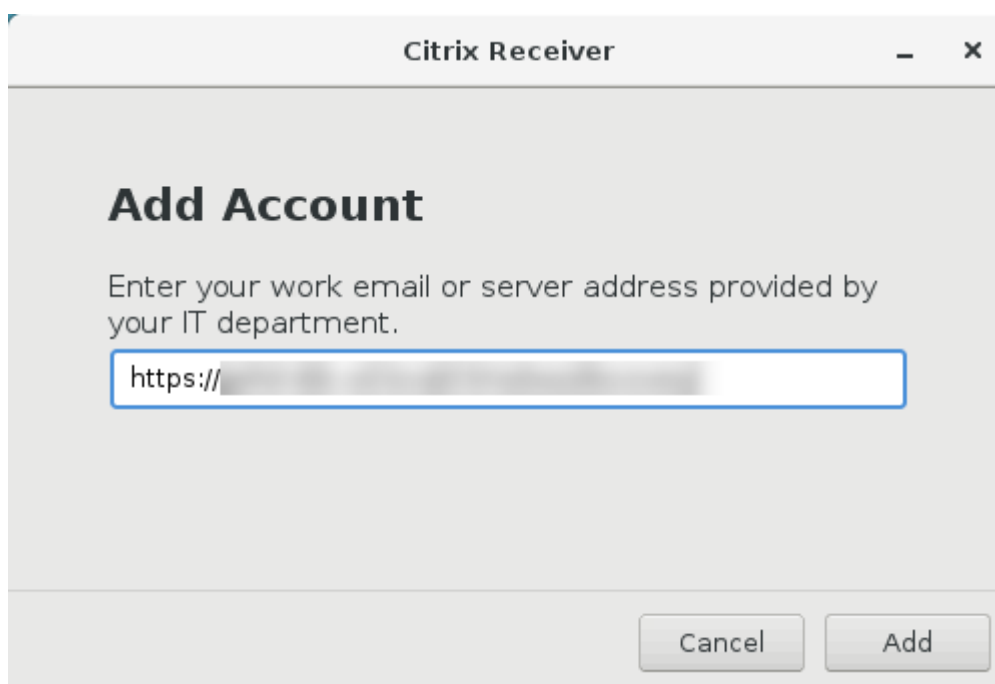 Citrix Receiver
Add Account
Enter your work email or server address provided by
your IT department.
https://
Cancel
Add